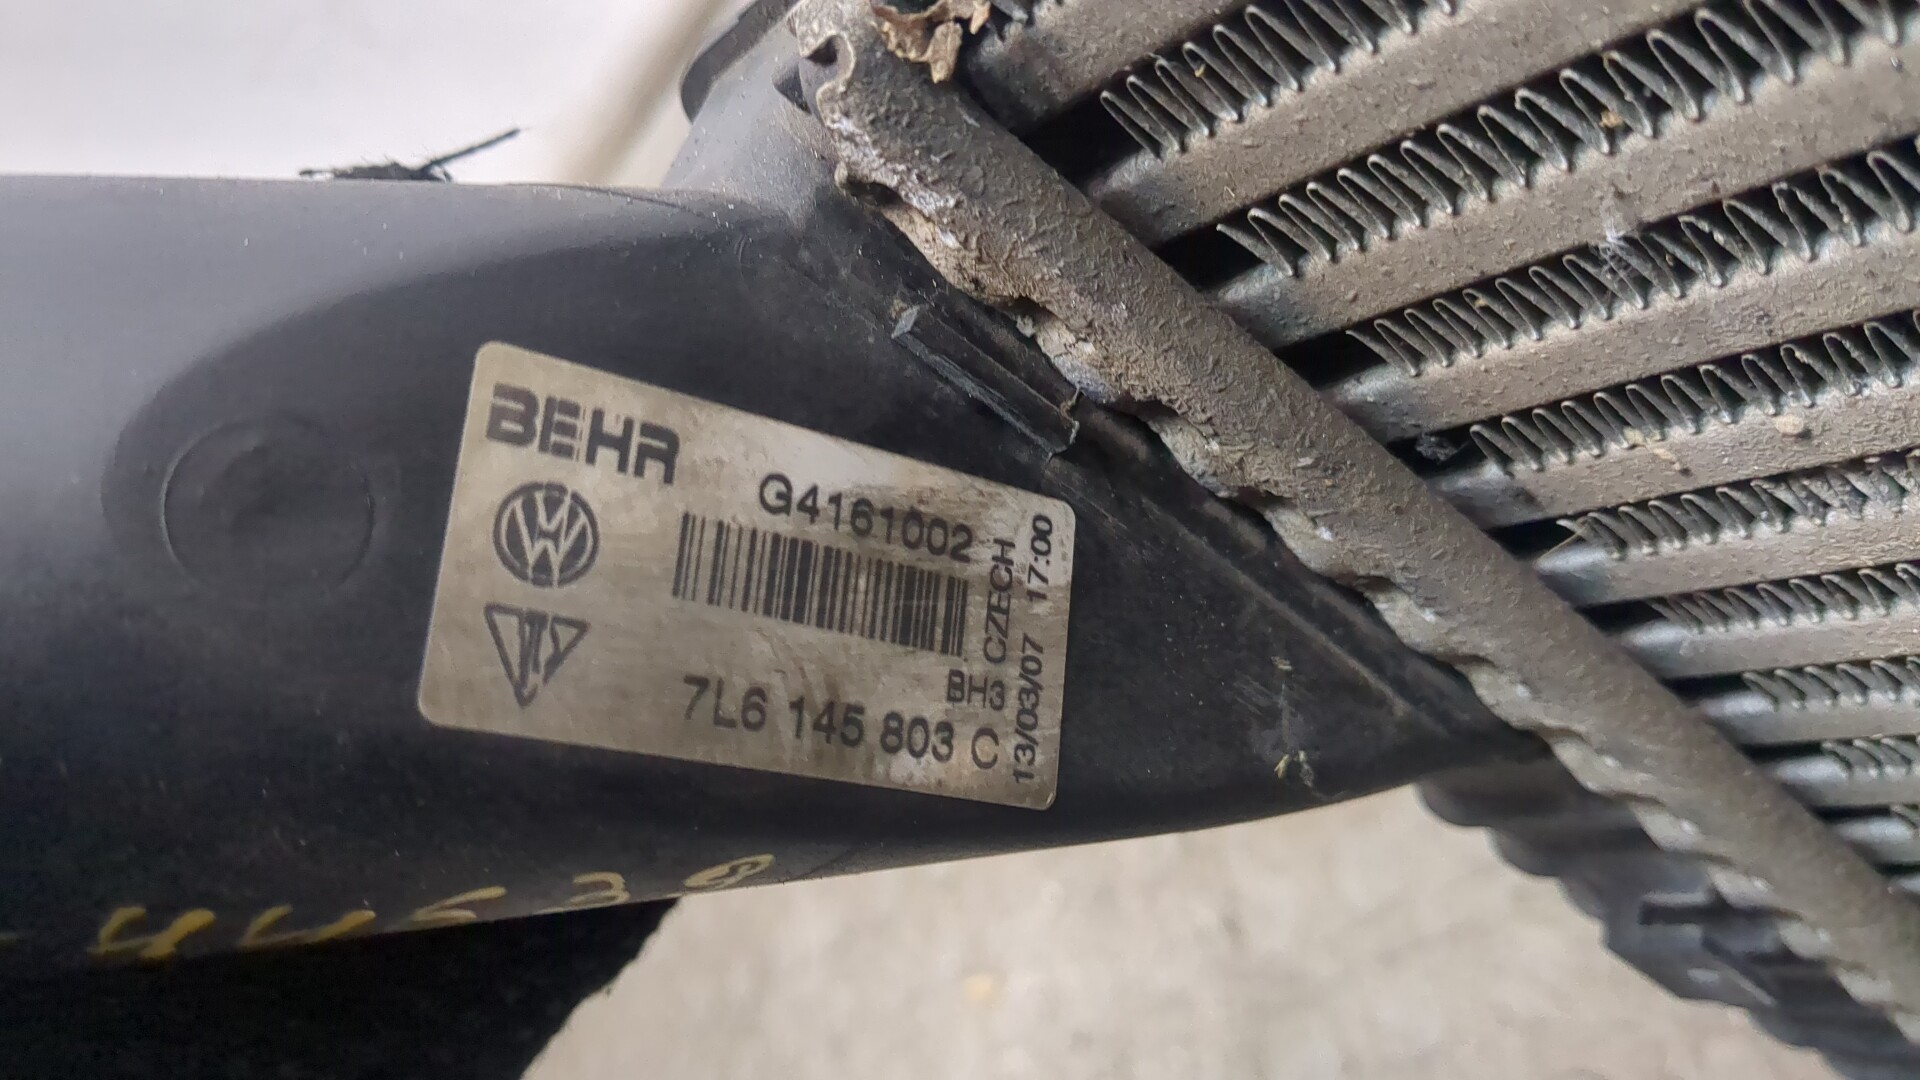 BEHR
G4161002
BH3 CZECH
13/03/07 17:00
7L6 145 803 C